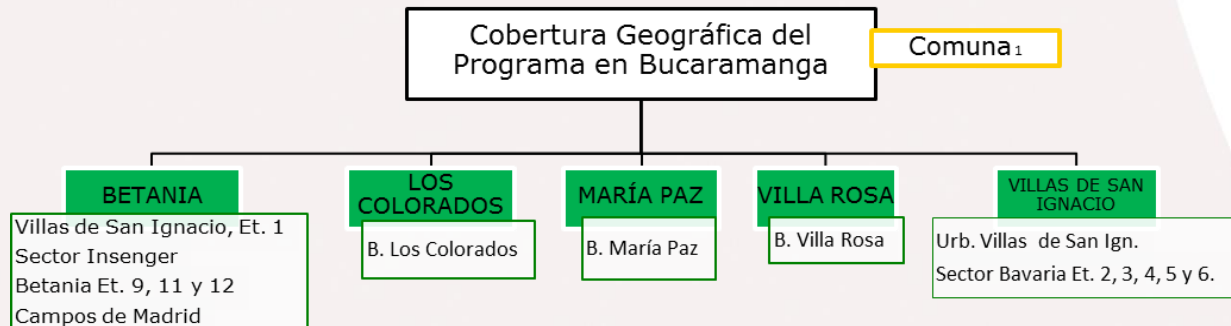 Cobertura Geográfica del
Programa en Bucaramanga
Comuna 1
BETANIA
Villas de San Ignacio, Et. 1
Sector Insenger
Betania Et. 9, 11 y 12
Campos de Madrid
LOS
COLORADOS
B. Los Colorados
MARÍA PAZ
B. María Paz
VILLA ROSA
B. Villa Rosa
VILLAS DE SAN
IGNACIO
Urb. Villas de San Ign.
Sector Bavaria Et. 2, 3, 4, 5 y 6.